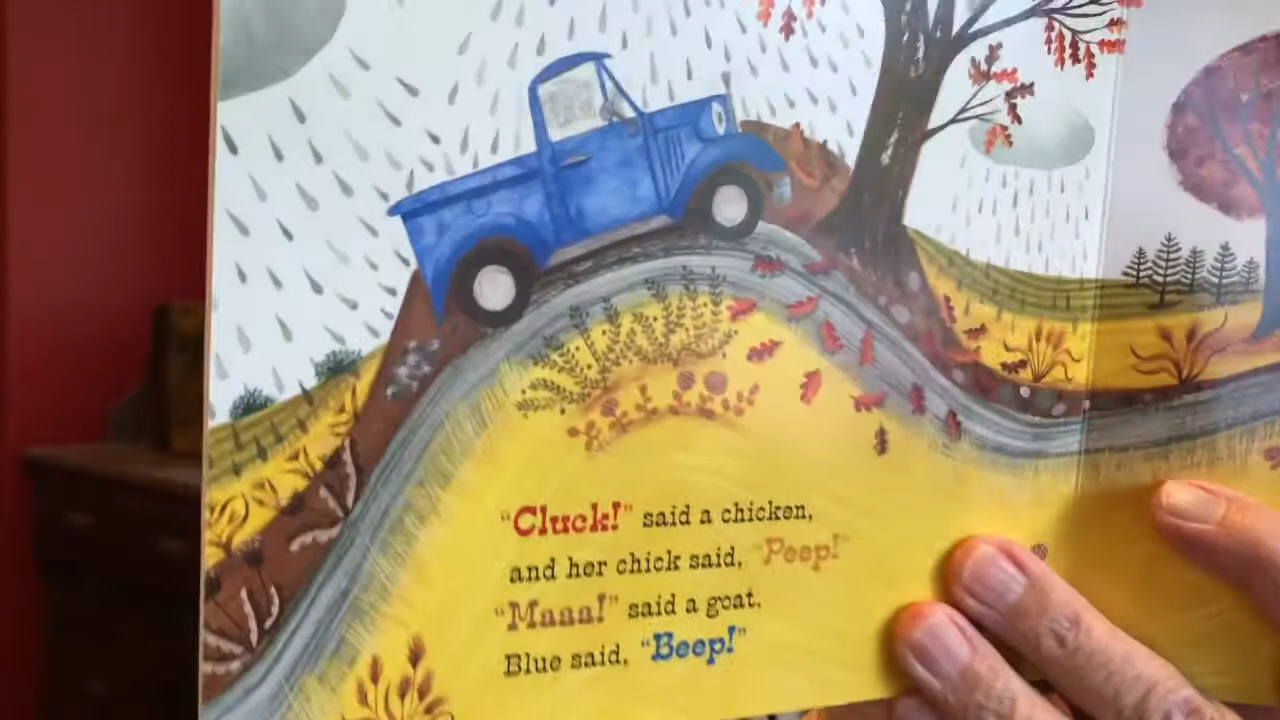 “Cluck!” said a chicken,
and her chick said, “Peep!”
“Maaa!” said a goat.
Blue said, “Beep!”